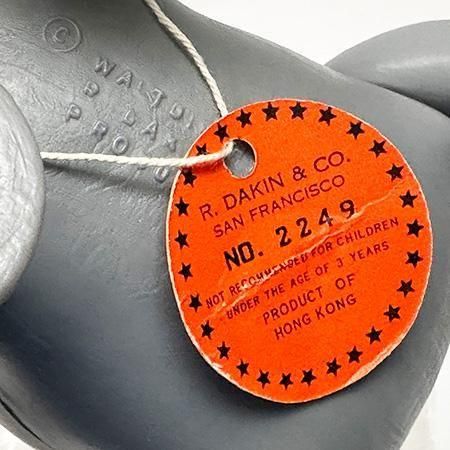 © WALT DI
R. DAKIN & CO.
SAN FRANCISCO
NO. 2249
NOT RECOMMENDED FOR CHILDREN
UNDER THE AGE OF 3 YEARS
PRODUCT OF
HONG KONG